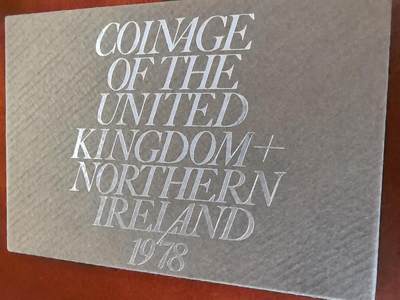 COINAGE
OF THE
UNITED
KINGDOM+
NORTHERN
IRELAND
1978